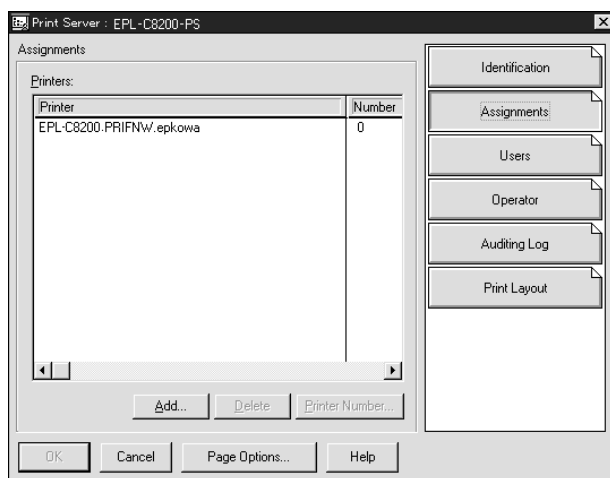 Print Server : EPL-C8200-PS
Assignments
Printers:
Printer Number
EPL-C8200.PRIFNW.epkowa 0
Add... Delete Printer Number...
OK Cancel Page Options... Help
Identification
Assignments
Users
Operator
Auditing Log
Print Layout